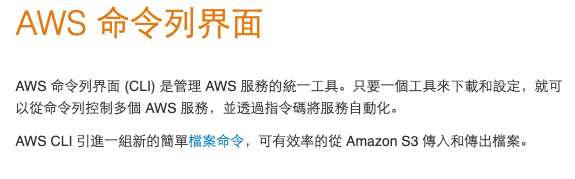 AWS 命令列界面
AWS 命令列界面 (CLI) 是管理 AWS 服務的統一工具。只要一個工具來下載和設定，就可
以從命令列控制多個 AWS 服務，並透過指令碼將服務自動化。
AWS CLI 引進一組新的簡單檔案命令，可有效率的從 Amazon S3 傳入和傳出檔案。